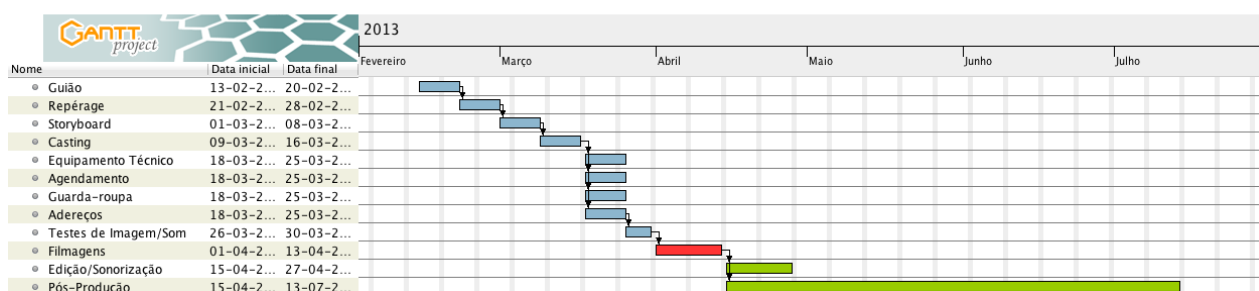 GANTT
project
2013
Fevereiro Março Abril Maio Junho Julho
Nome Data inicial Data final
Guião 13-02-2... 20-02-2...
Repérage 21-02-2... 28-02-2...
Storyboard 01-03-2... 08-03-2...
Casting 09-03-2... 16-03-2...
Equipamento Técnico 18-03-2... 25-03-2...
Agendamento 18-03-2... 25-03-2...
Guarda-roupa 18-03-2... 25-03-2...
Adereços 18-03-2... 25-03-2...
Testes de Imagem/Som 26-03-2... 30-03-2...
Filmagens 01-04-2... 13-04-2...
Edição/Sonorização 15-04-2... 27-04-2...
Pós-Produção 15-04-2... 13-07-2...